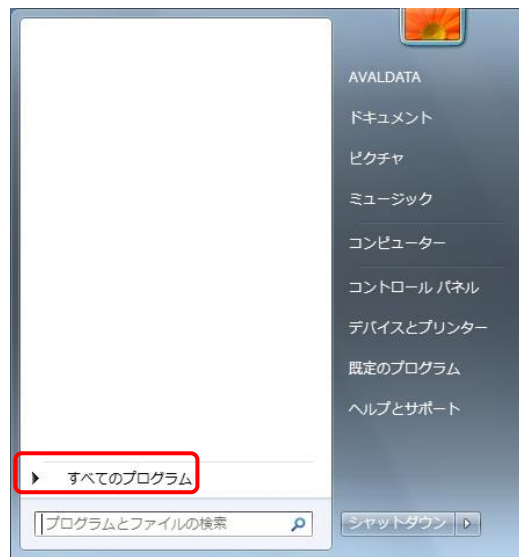 AVALDATA
ドキュメント
ピクチャ
ミュージック
コンピューター
コントロール パネル
デバイスとプリンター
既定のプログラム
ヘルプとサポート
すべてのプログラム
プログラムとファイルの検索
シャットダウン